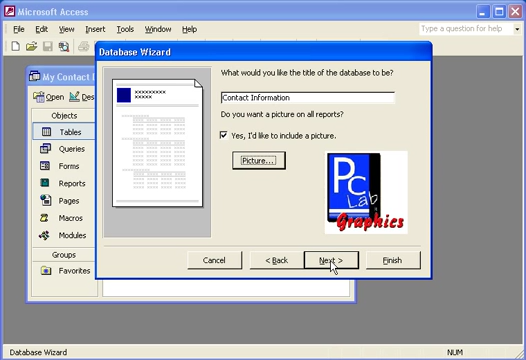 Microsoft Access
File Edit View Insert Tools Window Help
Type a question for help
My Contact
Open
Objects
Tables
Queries
Forms
Reports
Pages
Macros
Modules
Groups
Favorites
Database Wizard
xxxxxxxxx
xxxxx
What would you like the title of the database to be?
Contact Information
Do you want a picture on all reports?
Yes, I'd like to include a picture.
Picture...
PC
Lab
Graphics
Cancel
< Back
Next >
Finish
Database Wizard
NUM